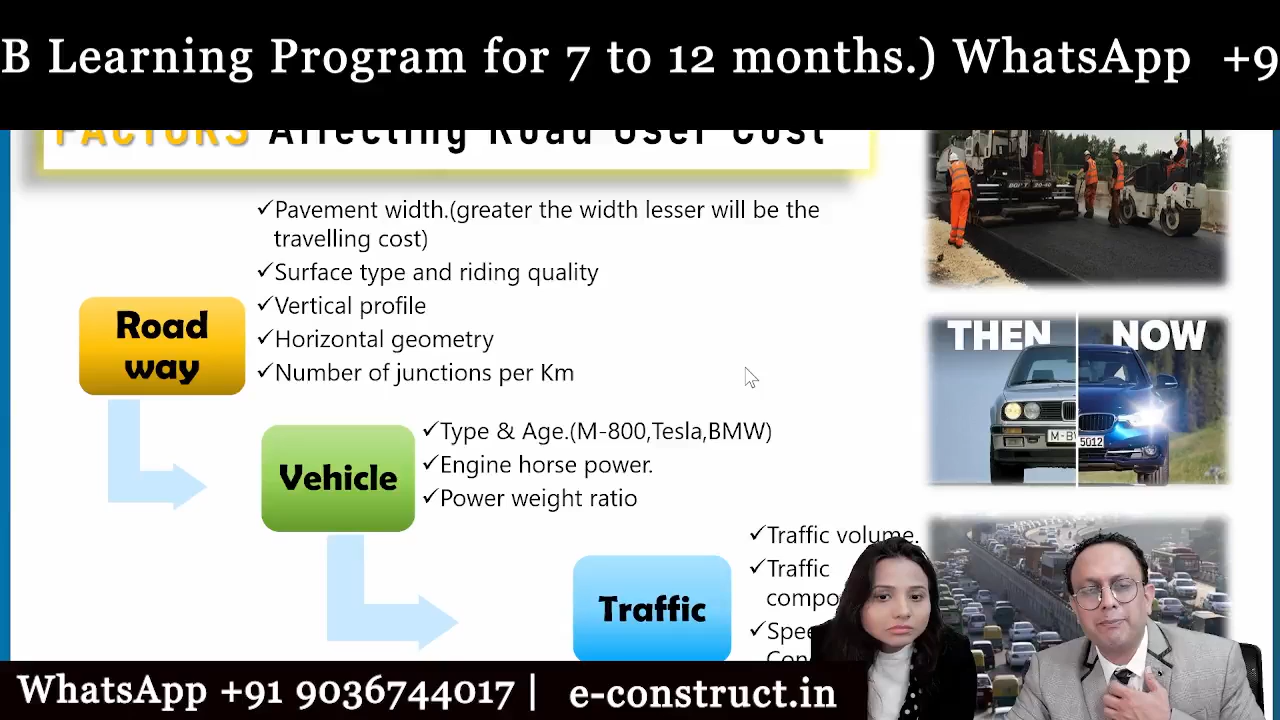 B Learning Program for 7 to 12 months.) WhatsApp +9
FACTORS Affecting Road User Cost
✓Pavement width.(greater the width lesser will be the
travelling cost)
✓Surface type and riding quality
✓Vertical profile
✓Horizontal geometry
✓Number of junctions per Km
Road
way
✓Type & Age.(M-800,Tesla,BMW)
✓Engine horse power.
✓Power weight ratio
Vehicle
THEN NOW
5012
✓Traffic volume.
✓Traffic
Traffic
WhatsApp +91 9036744017 | e-construct.in